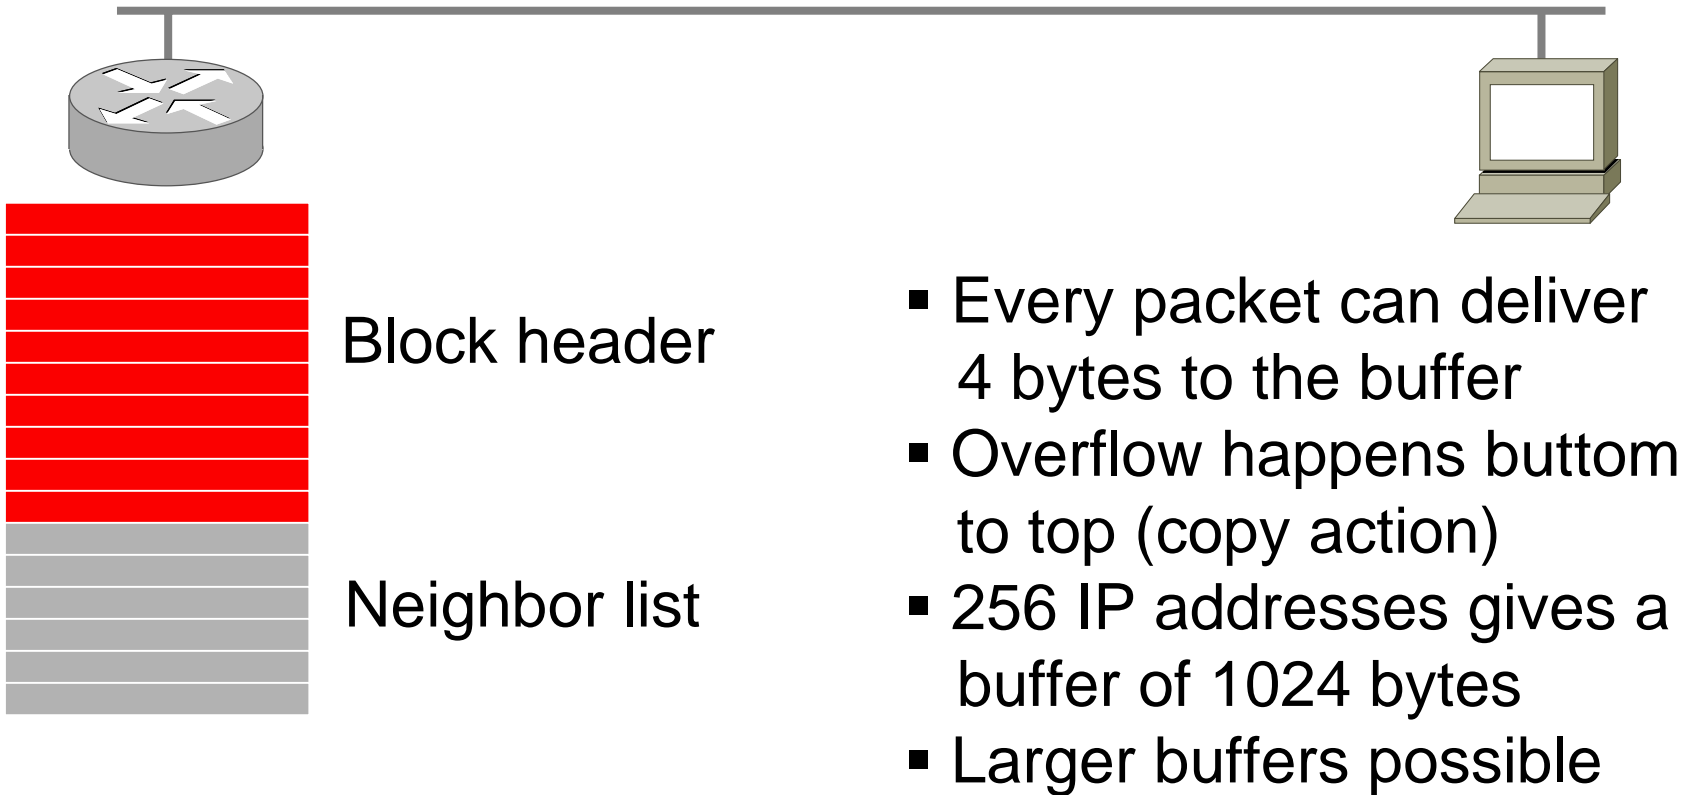 Block header
Neighbor list
▪ Every packet can deliver
4 bytes to the buffer
▪ Overflow happens buttom
to top (copy action)
▪ 256 IP addresses gives a
buffer of 1024 bytes
▪ Larger buffers possible